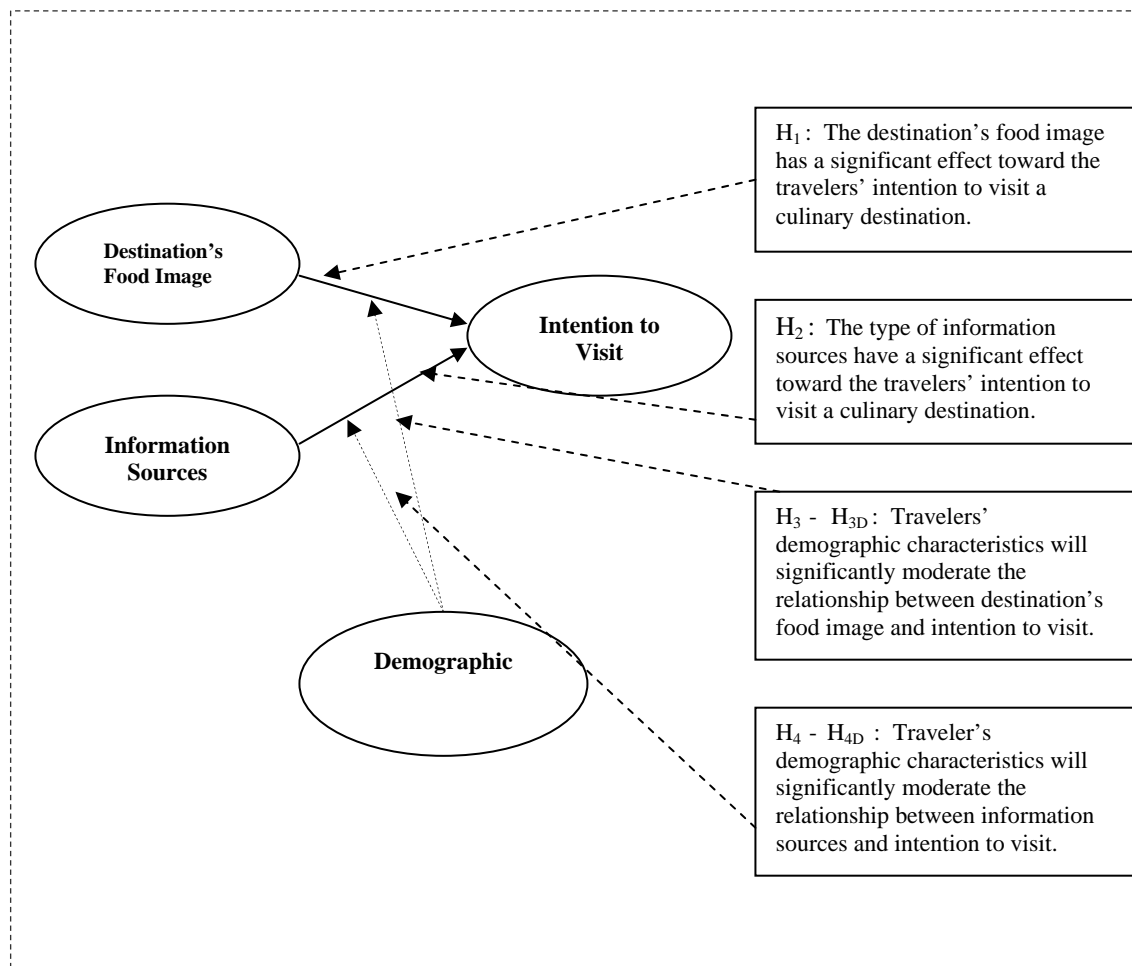 H₁ : The destination’s food image
has a significant effect toward the
travelers’ intention to visit a
culinary destination.
Destination’s
Food Image
Intention to
Visit
H₂ : The type of information
sources have a significant effect
toward the travelers’ intention to
visit a culinary destination.
Information
Sources
H₃ - H₃D : Travelers’
demographic characteristics will
significantly moderate the
relationship between destination’s
food image and intention to visit.
Demographic
H₄ - H₄D : Traveler’s
demographic characteristics will
significantly moderate the
relationship between information
sources and intention to visit.